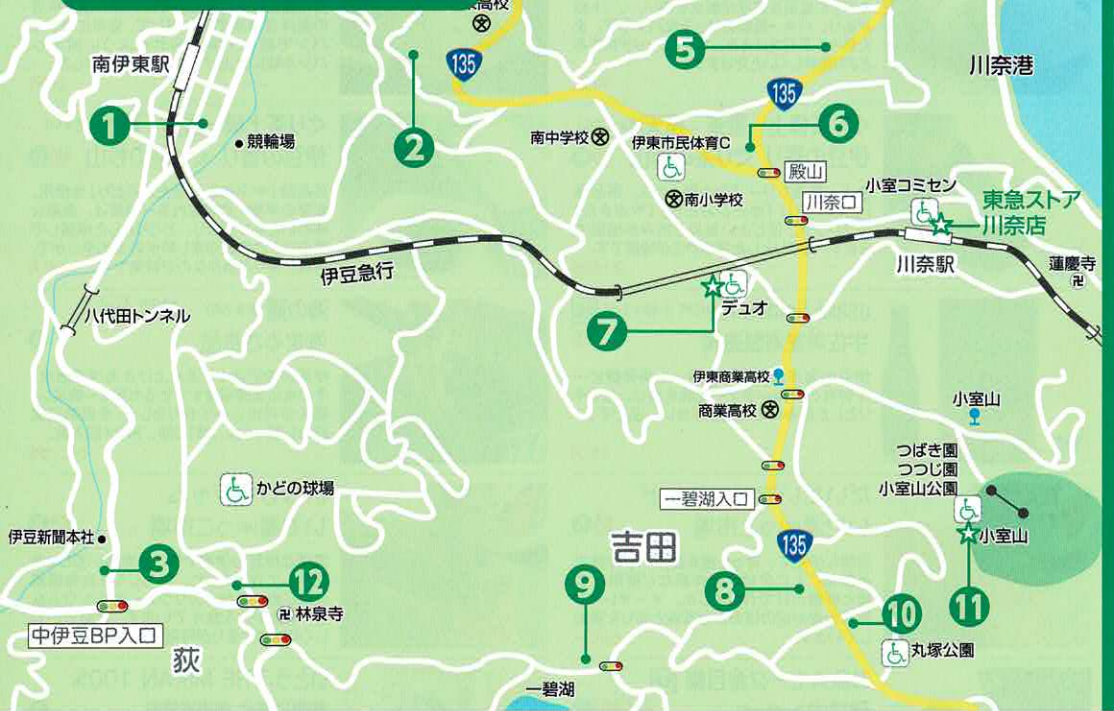 南伊東駅
135
5
135
川奈港
1
競輪場
2
南中学校
伊東市民体育C
6
殿山
南小学校
川奈口
小室コミセン
東急ストア
川奈店
伊豆急行
川奈駅
蓮慶寺
八代田トンネル
デュオ
7
伊東商業高校
商業高校
小室山
つばき園
つつじ園
小室山公園
かどの球場
一碧湖入口
伊豆新聞本社
吉田
135
小室山
3
12
9
8
10
11
林泉寺
中伊豆BP入口
荻
丸塚公園
一碧湖